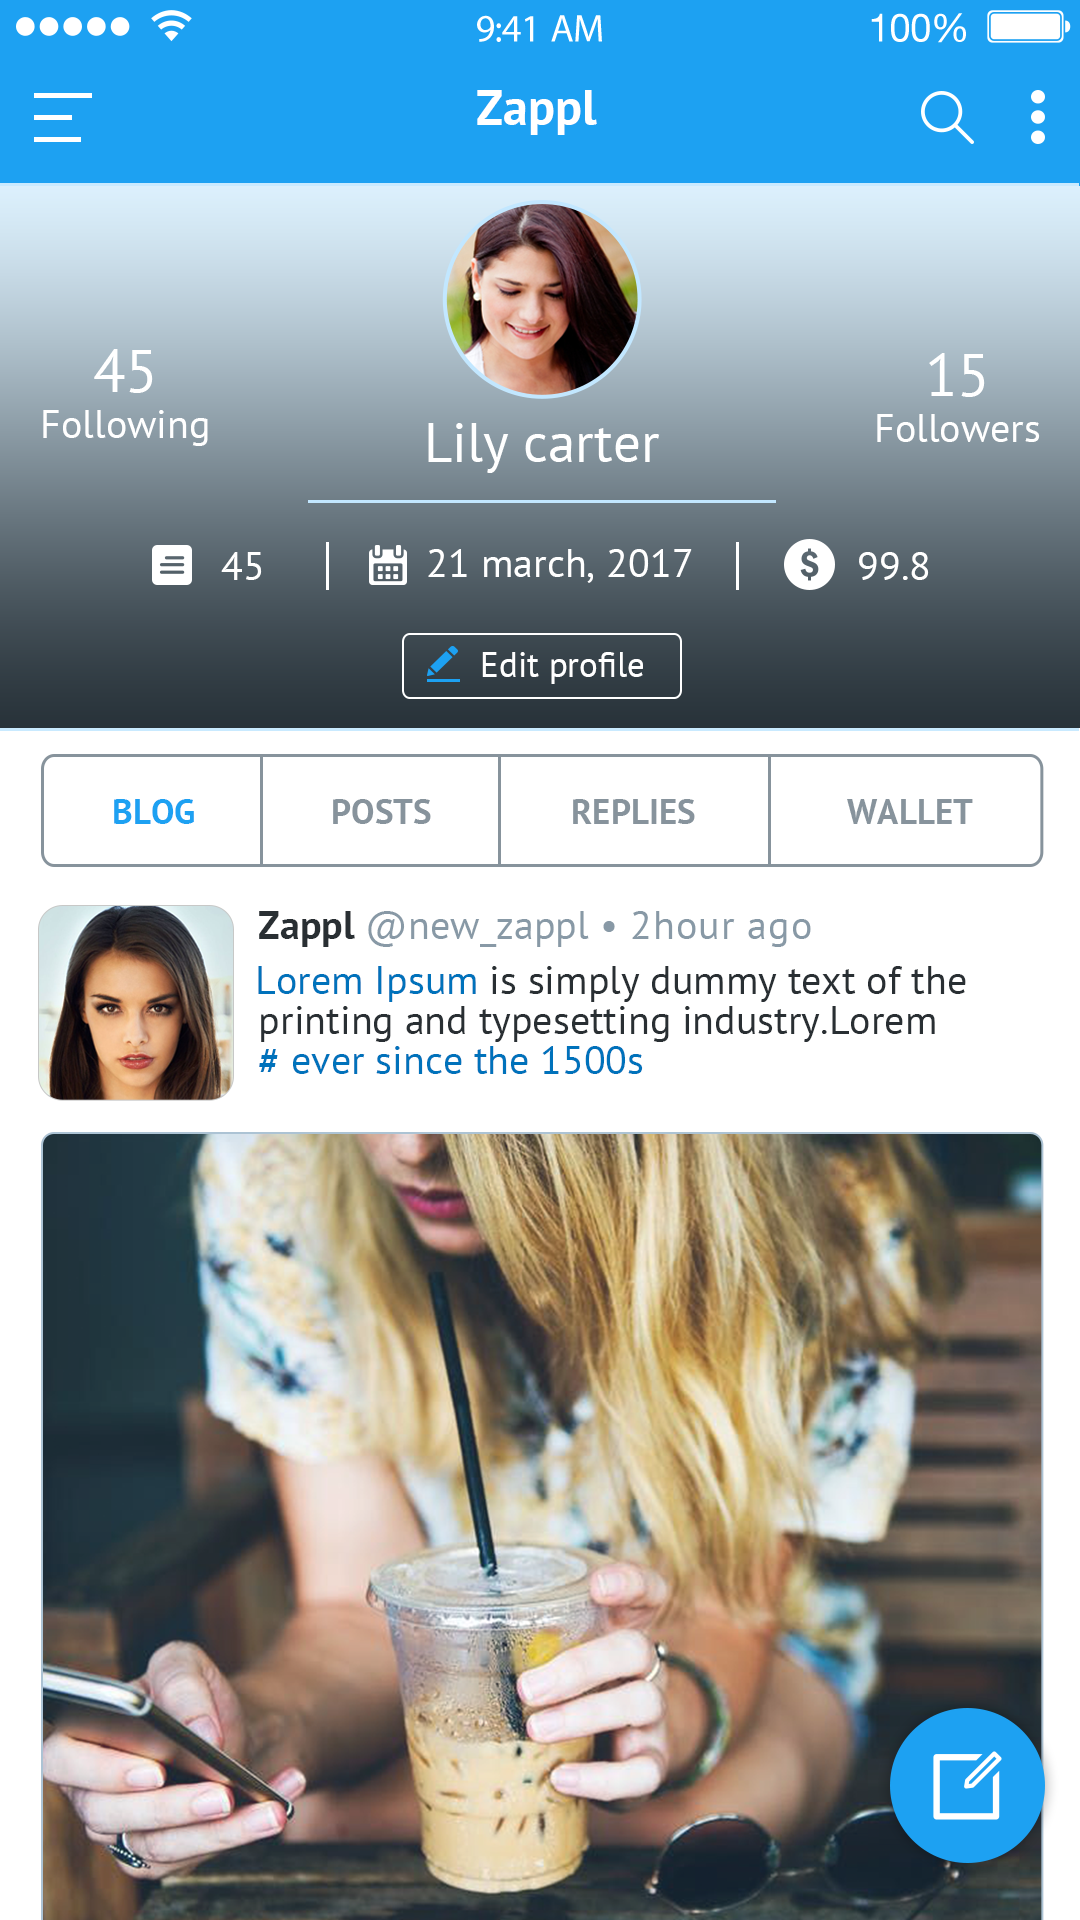 9:41 AM
100%
Zappl
45
Following
15
Followers
Lily carter
45
21 march, 2017
$ 99.8
Edit profile
BLOG
POSTS
REPLIES
WALLET
Zappl @new_zappl • 2hour ago
Lorem Ipsum is simply dummy text of the
printing and typesetting industry.Lorem
# ever since the 1500s